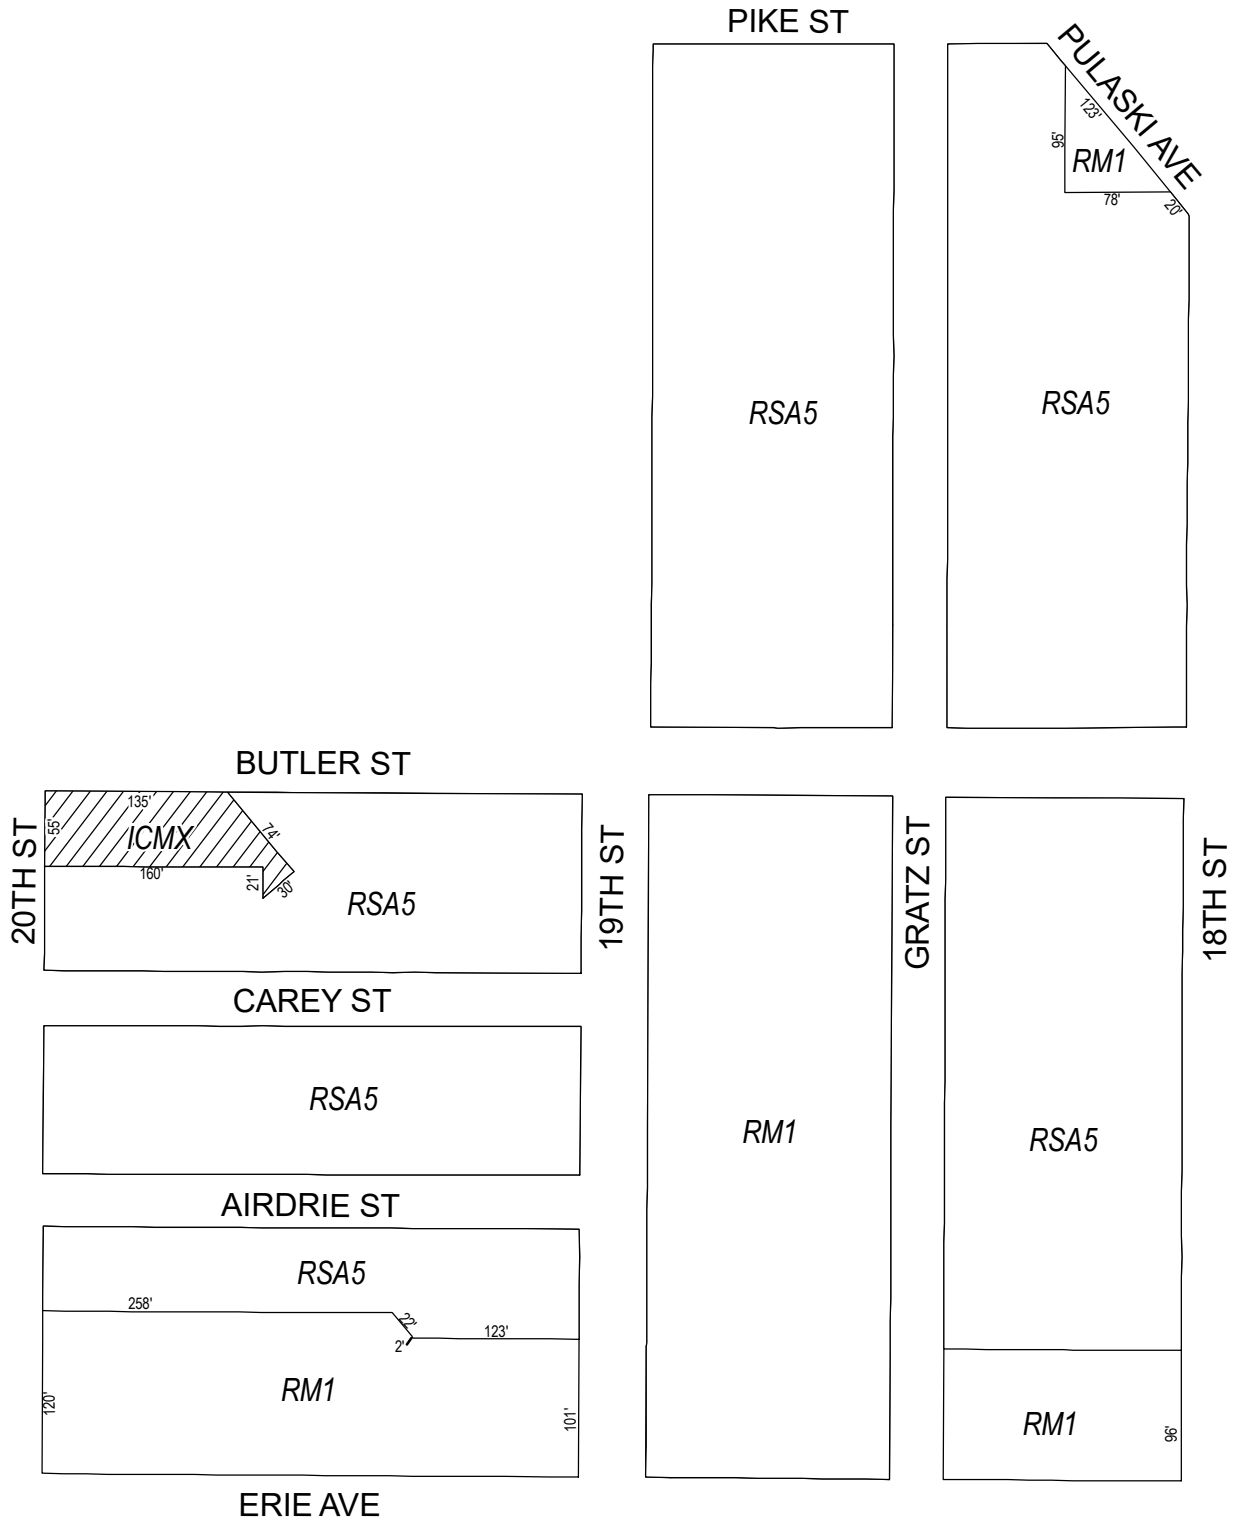 PIKE ST
PULASKI AVE
123'
95'
RM1
78'
20'
RSA5
RSA5
BUTLER ST
135'
55'
ICMX
74'
160'
21'
30'
RSA5
20TH ST
19TH ST
GRATZ ST
18TH ST
CAREY ST
RSA5
RM1
RSA5
AIRDRIE ST
RSA5
258'
22'
123'
2'
RM1
120'
101'
RM1
96'
ERIE AVE